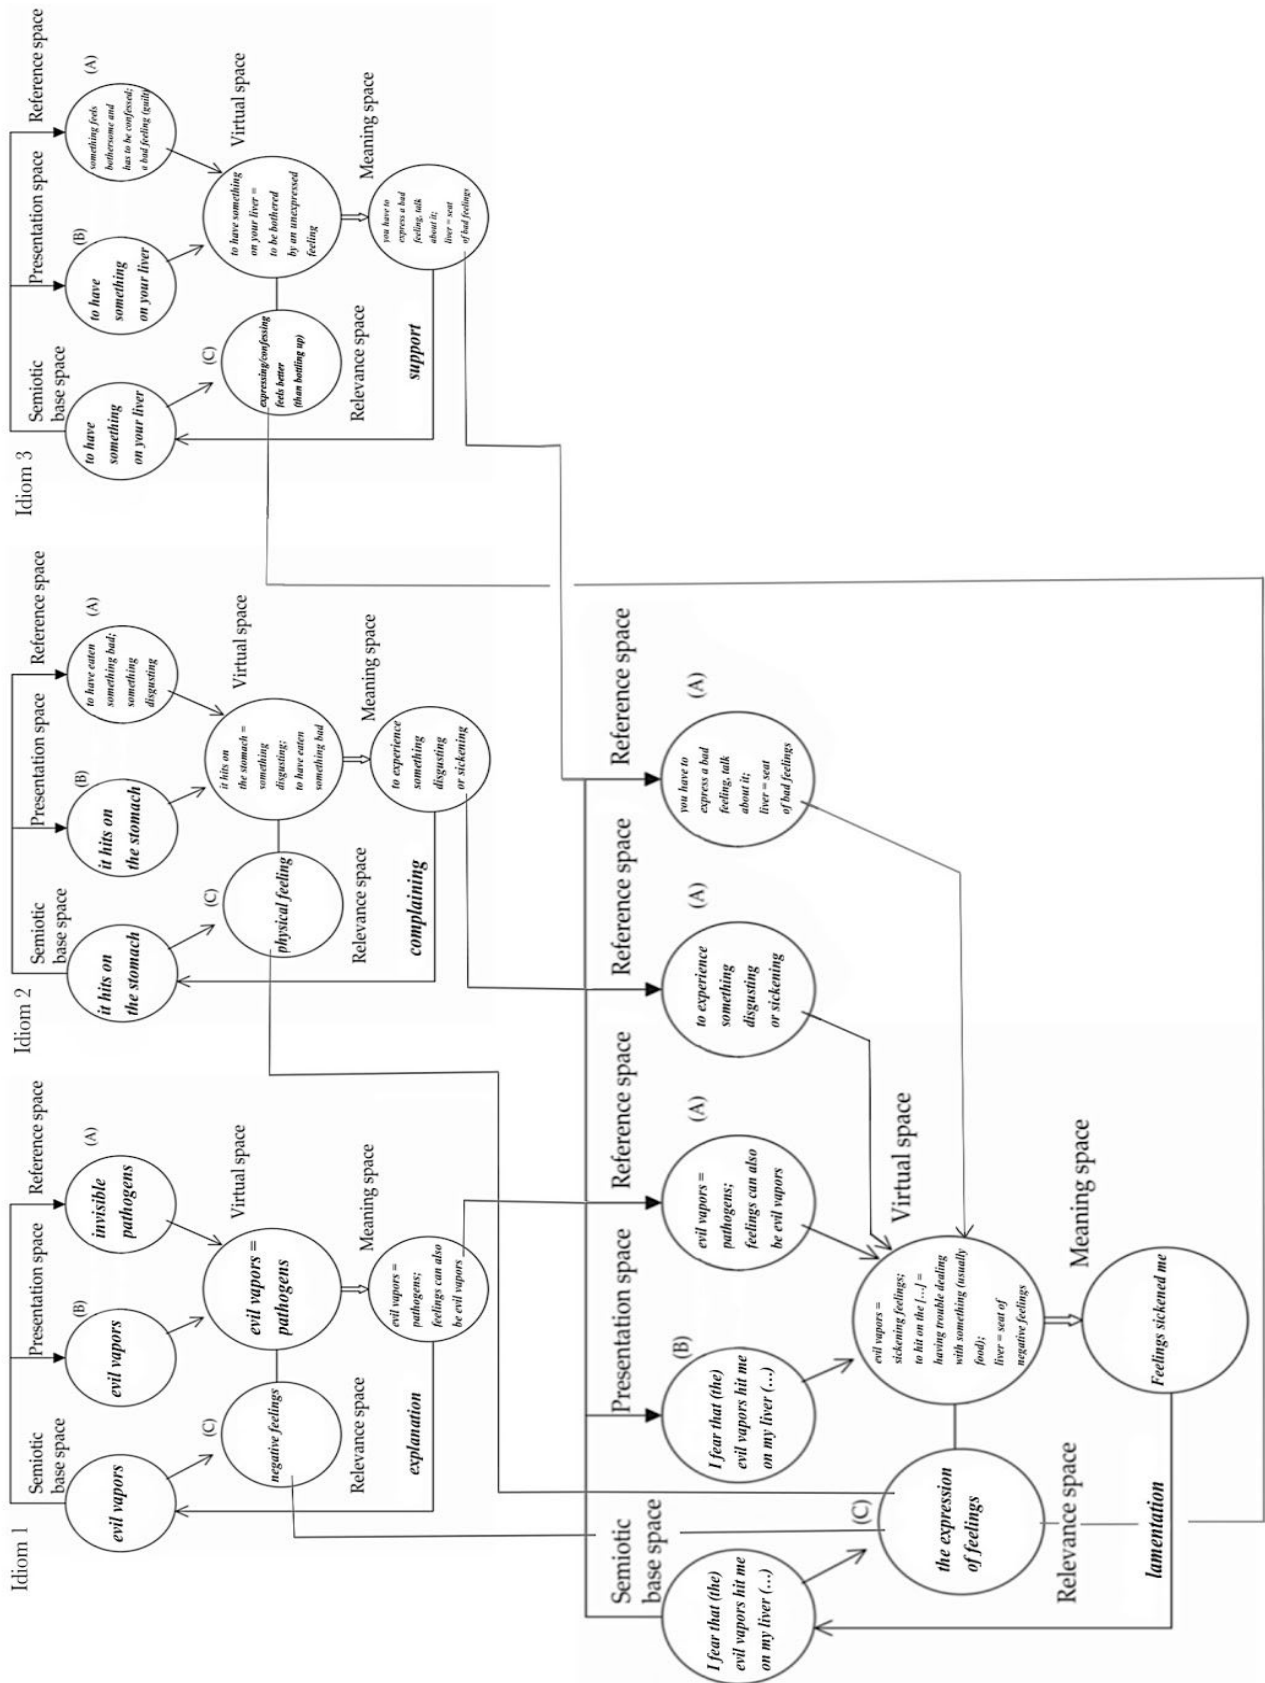 Idiom 1
Semiotic
base space
Presentation space
Reference space
evil vapors
(B)
evil vapors
(A)
invisible
pathogens
(C)
negative feelings
Virtual space
evil vapors =
pathogens
Relevance space
Meaning space
evil vapors =
pathogens;
feelings can also
be evil vapors
explanation
Idiom 2
Semiotic
base space
Presentation space
Reference space
it hits on
the stomach
(B)
it hits on
the stomach
(A)
to have eaten
something bad;
something
disgusting
(C)
physical feeling
Virtual space
it hits on
the stomach =
something
disgusting;
to have eaten
something bad
Relevance space
Meaning space
to experience
something
disgusting
or sickening
complaining
Idiom 3
Semiotic
base space
Presentation space
Reference space
to have
something
on your liver
(B)
to have
something
on your liver
(A)
something feels
bothersome and
has to be confessed;
a bad feeling (guilt)
(C)
expressing/confessing
feels better
(than bottling up)
Virtual space
to have something
on your liver =
to be bothered
by an unexpressed
feeling
Relevance space
Meaning space
you have to
express a bad
feeling, talk
about it;
liver = seat
of bad feelings
support
Semiotic
base space
Presentation space
Reference space
Reference space
Reference space
I fear that (the)
evil vapors hit me
on my liver (...)
(B)
I fear that (the)
evil vapors hit me
on my liver (...)
(A)
evil vapors =
pathogens;
feelings can also
be evil vapors
(A)
to experience
something
disgusting
or sickening
(A)
you have to
express a bad
feeling, talk
about it;
liver = seat
of bad feelings
(C)
the expression
of feelings
Virtual space
evil vapors =
sickening feelings;
to hit on the [...] =
having trouble dealing
with something (usually
food);
liver = seat of
negative feelings
Relevance space
Meaning space
Feelings sickened me
lamentation